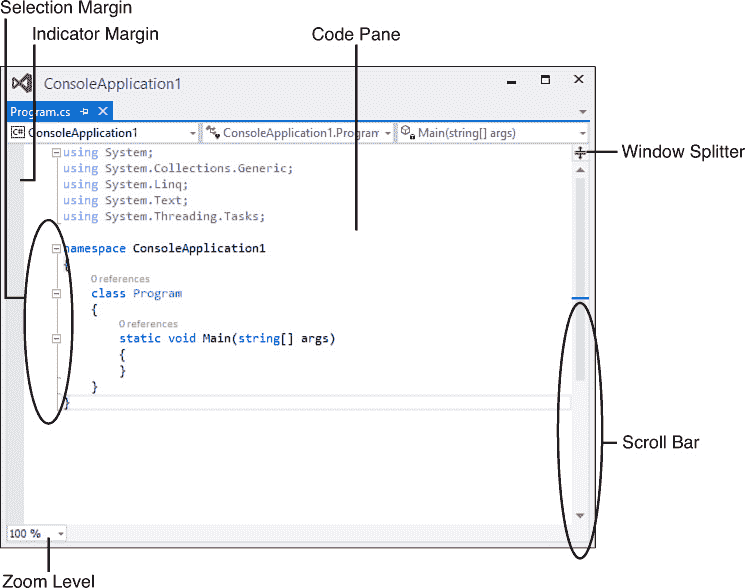 Selection Margin
Indicator Margin
Code Pane
ConsoleApplication1
Program.cs
C# ConsoleApplication1
ConsoleApplication1.Program
Main(string[] args)
Window Splitter
using System;
using System.Collections.Generic;
using System.Linq;
using System.Text;
using System.Threading.Tasks;
namespace ConsoleApplication1
{
0 references
class Program
{
0 references
static void Main(string[] args)
{
}
}
}
Scroll Bar
100 %
Zoom Level